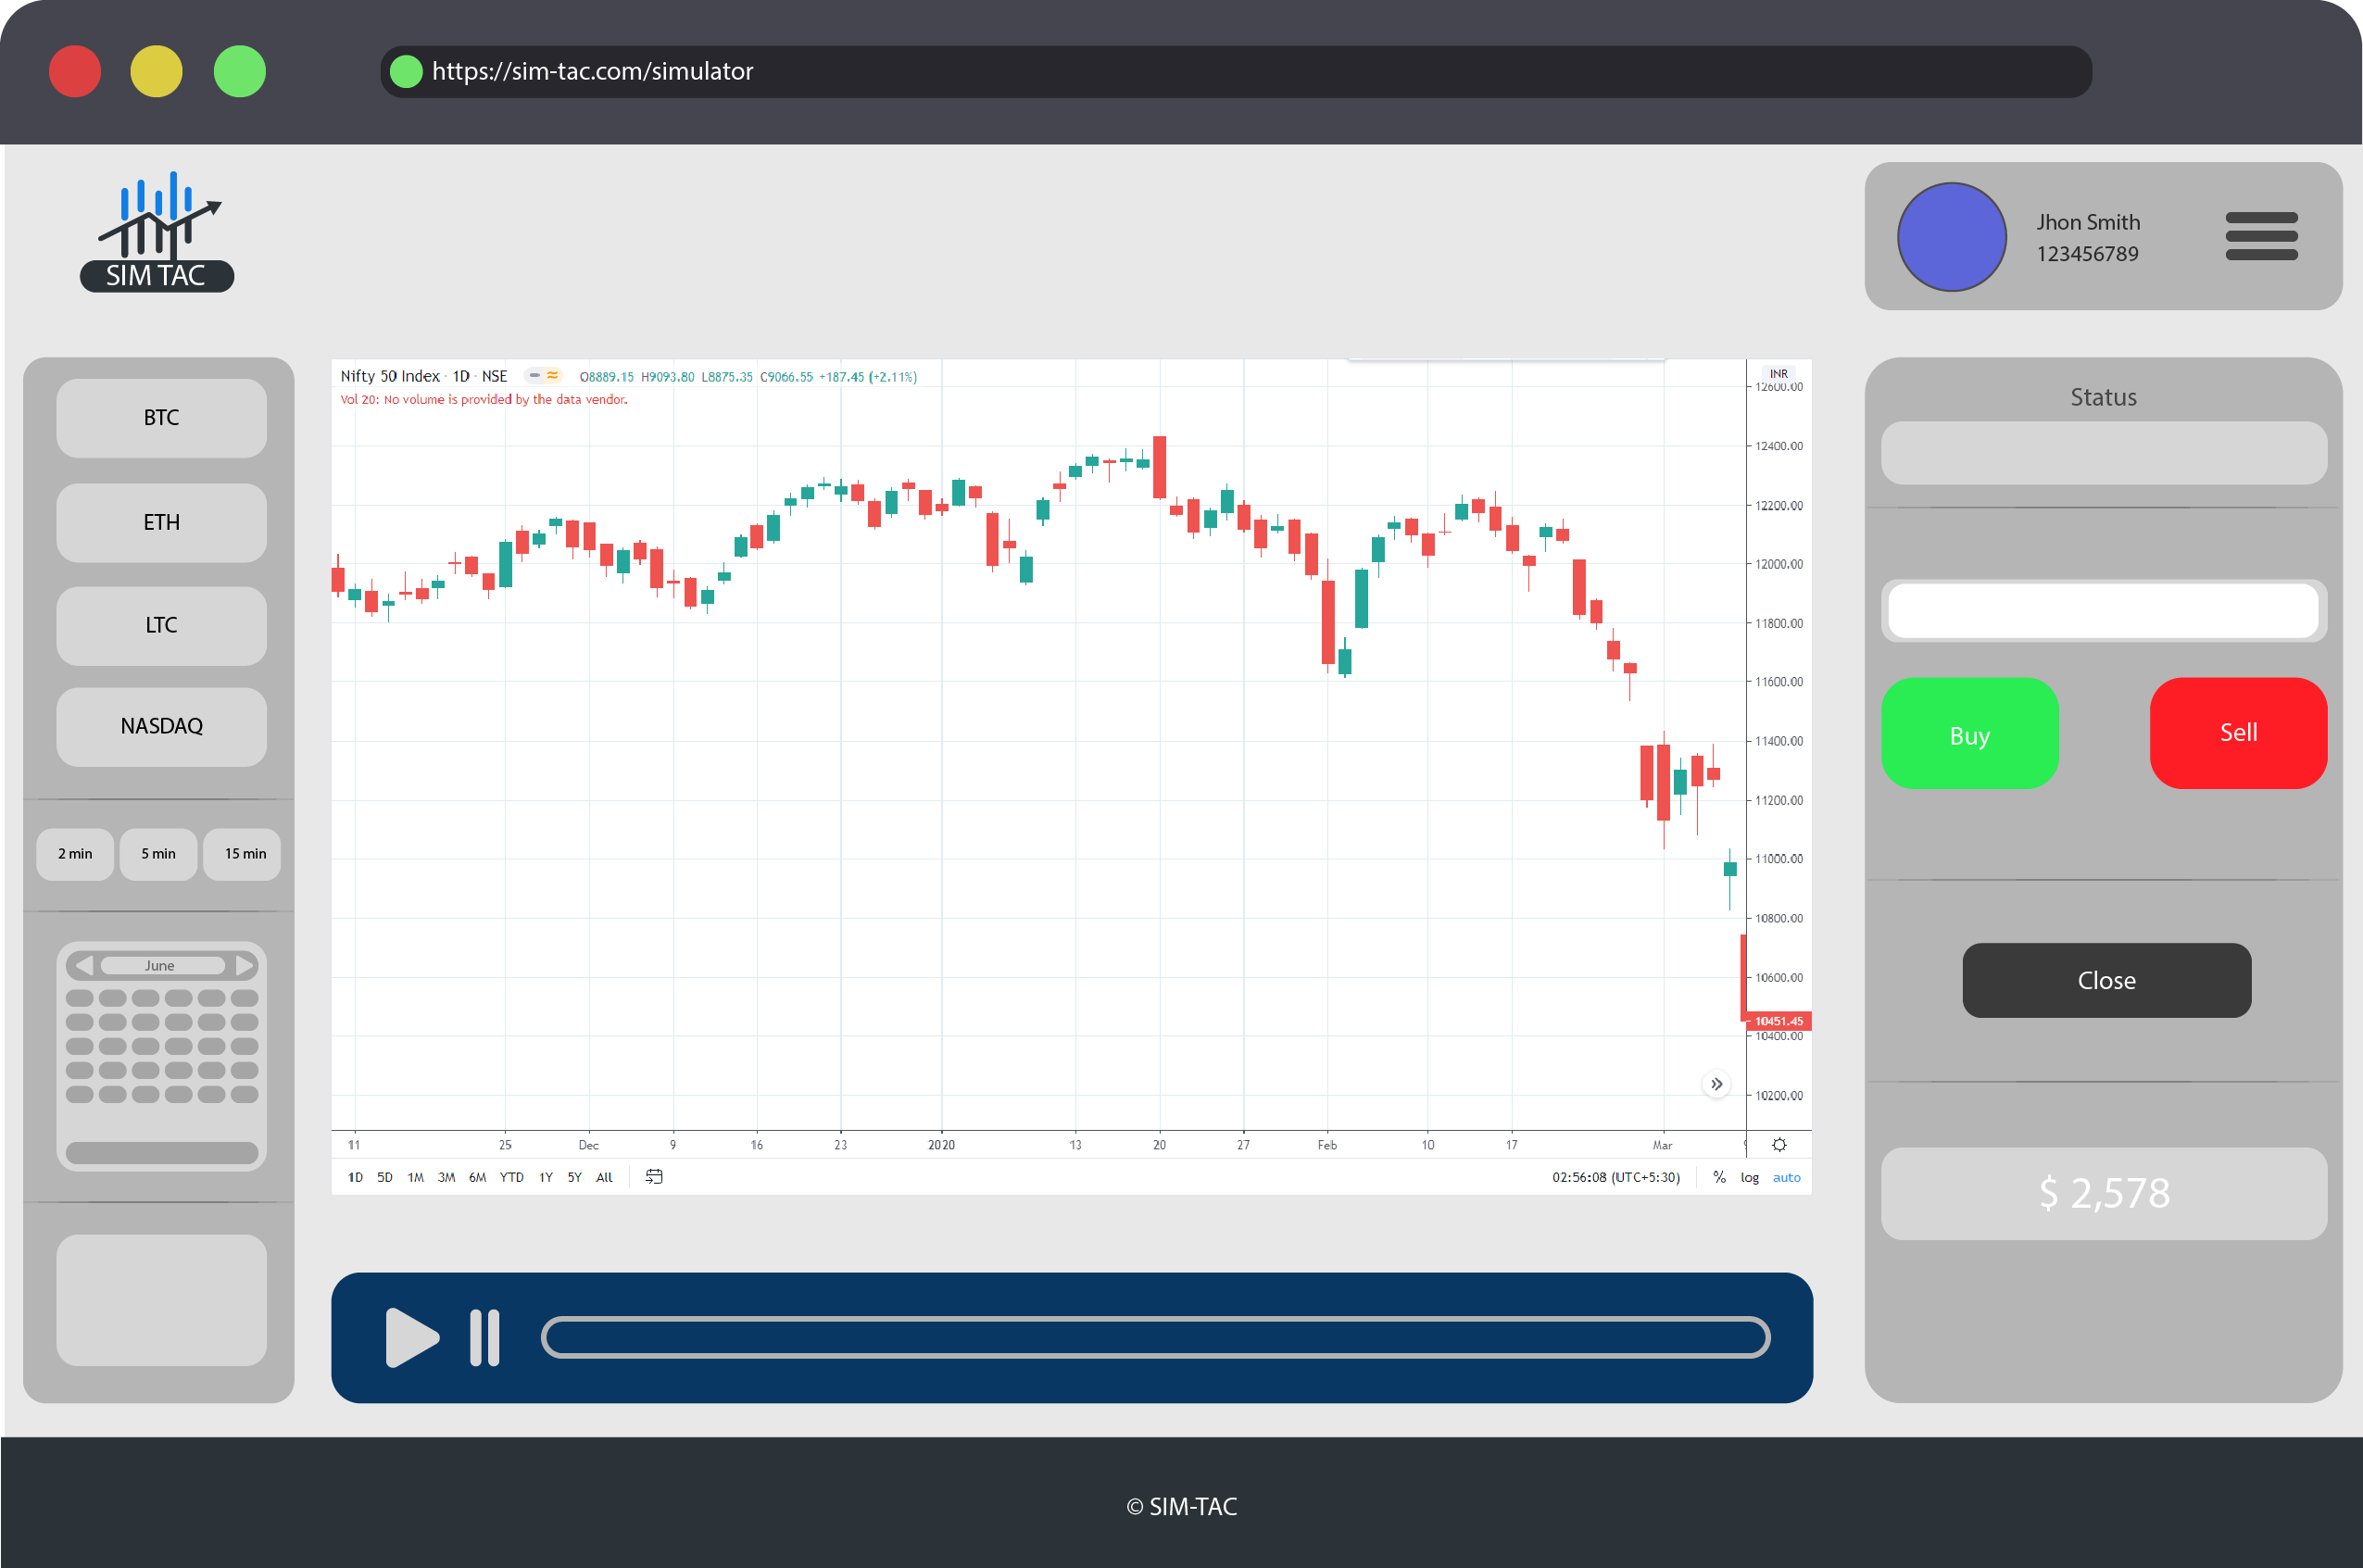 https://sim-tac.com/simulator
SIM TAC
Jhon Smith
123456789
BTC
ETH
LTC
NASDAQ
2 min 5 min 15 min
June
Nifty 50 Index · 1D · NSE O8889.15 H9093.80 L8875.35 C9066.55 +187.45 (+2.11%)
Vol 20: No volume is provided by the data vendor.
INR
12600.00
12400.00
12200.00
12000.00
11800.00
11600.00
11400.00
11200.00
11000.00
10800.00
10600.00
10451.45
10400.00
10200.00
11 25 Dec 9 16 23 2020 13 20 27 Feb 10 17 Mar
1D 5D 1M 3M 6M YTD 1Y 5Y All 02:56:08 (UTC+5:30) % log auto
Status
Buy Sell
Close
$ 2,578
© SIM-TAC